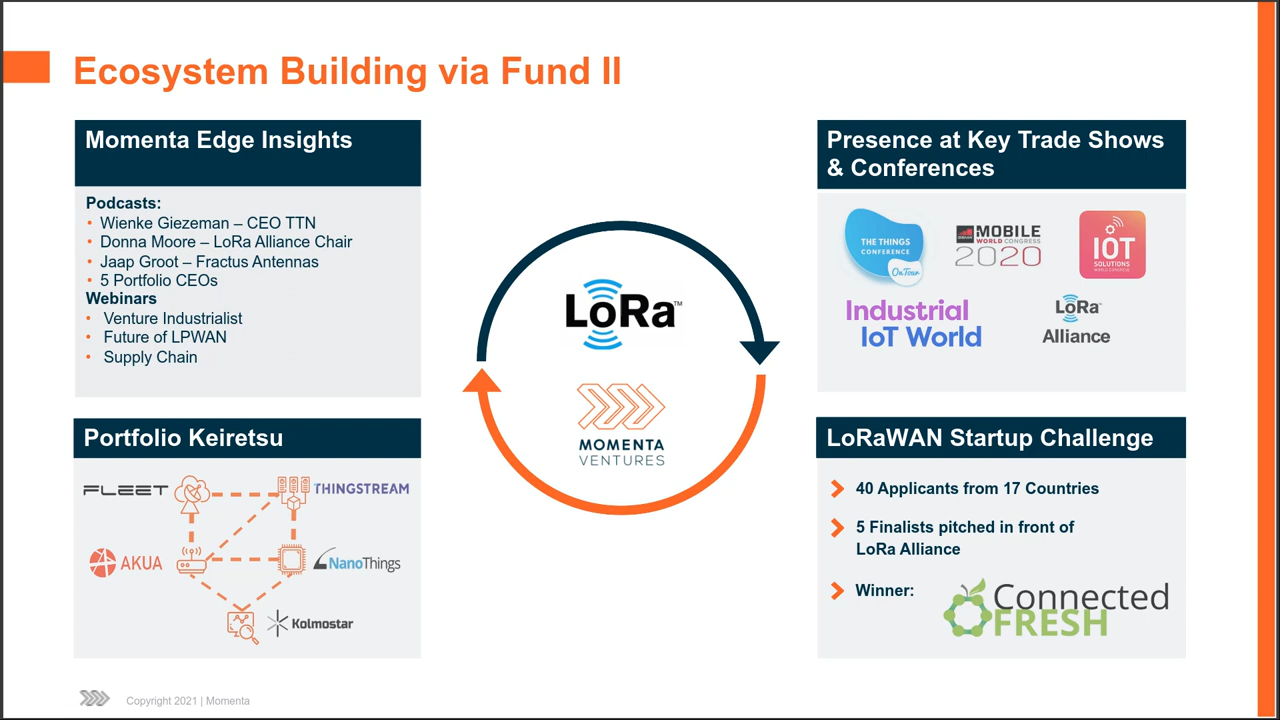 Ecosystem Building via Fund II
Momenta Edge Insights
Podcasts:
• Wienke Giezeman – CEO TTN
• Donna Moore – LoRa Alliance Chair
• Jaap Groot – Fractus Antennas
• 5 Portfolio CEOs
Webinars
• Venture Industrialist
• Future of LPWAN
• Supply Chain
Portfolio Keiretsu
FLEET
THINGSTREAM
AKUA
NanoThings
Kolmostar
LoRa™
MOMENTA
VENTURES
Presence at Key Trade Shows
& Conferences
THE THINGS
CONFERENCE
On Tour
MOBILE
WORLD CONGRESS
2020
IOT
SOLUTIONS
Industrial
IoT World
LoRa
Alliance
LoRaWAN Startup Challenge
40 Applicants from 17 Countries
5 Finalists pitched in front of
LoRa Alliance
Winner:
Connected
FRESH
Copyright 2021 | Momenta